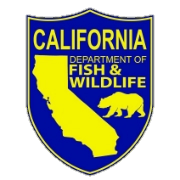 CALIFORNIA
DEPARTMENT OF
FISH &
WILDLIFE